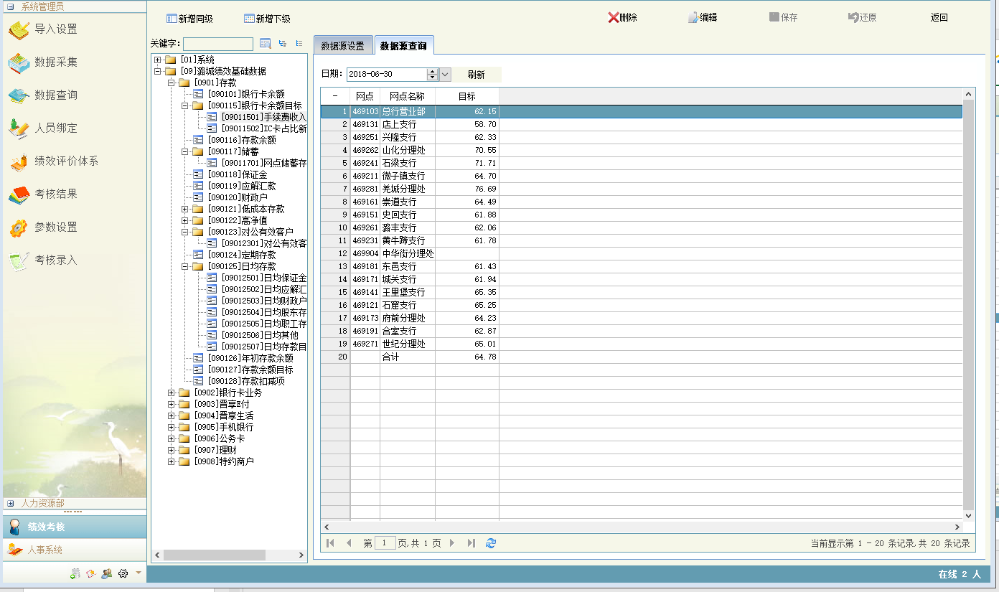 系统管理员
导入设置
数据采集
数据查询
人员绑定
绩效评价体系
考核结果
参数设置
考核录入
人力资源部
绩效考核
人事系统
新增同级 新增下级 删除 编辑 保存 还原 返回
关键字:
[01]系统
[09]潞城绩效基础数据
[0901]存款
[090101]银行卡余额
[090115]银行卡余额目标
[09011501]手续费收入
[09011502]IC卡占比新
[090116]存款余额
[090117]储蓄
[09011701]网点储蓄存
[090118]保证金
[090119]应解汇款
[090120]财政户
[090121]低成本存款
[090122]高净值
[090123]对公有效客户
[09012301]对公有效客
[090124]定期存款
[090125]日均存款
[09012501]日均保证金
[09012502]日均应解汇
[09012503]日均财政户
[09012504]日均股东存
[09012505]日均职工存
[09012506]日均其他
[09012507]日均存款目
[090126]年初存款余额
[090127]存款余额目标
[090128]存款扣减项
[0902]银行卡业务
[0903]晋享E付
[0904]晋享生活
[0905]手机银行
[0906]公务卡
[0907]理财
[0908]特约商户
数据源设置 数据源查询
日期: 2018-06-30 刷新
- 网点 网点名称 目标
1 469103 总行营业部 62.15
2 469131 店上支行 58.70
3 469251 兴隆支行 62.33
4 469262 山化分理处 70.55
5 469241 石梁支行 71.71
6 469211 微子镇支行 64.70
7 469281 羌城分理处 76.69
8 469161 崇道支行 64.49
9 469151 史回支行 61.88
10 469261 潞丰支行 62.06
11 469231 黄牛蹄支行 61.78
12 469904 中华街分理处
13 469181 东邑支行 61.43
14 469171 城关支行 61.94
15 469141 王里堡支行 65.35
16 469121 石窟支行 65.25
17 469173 府前分理处 64.23
18 469191 合室支行 62.87
19 469271 世纪分理处 65.01
20 合计 64.78
第 1 页,共 1 页 当前显示第 1 - 20 条记录,共 20 条记录
在线 2 人